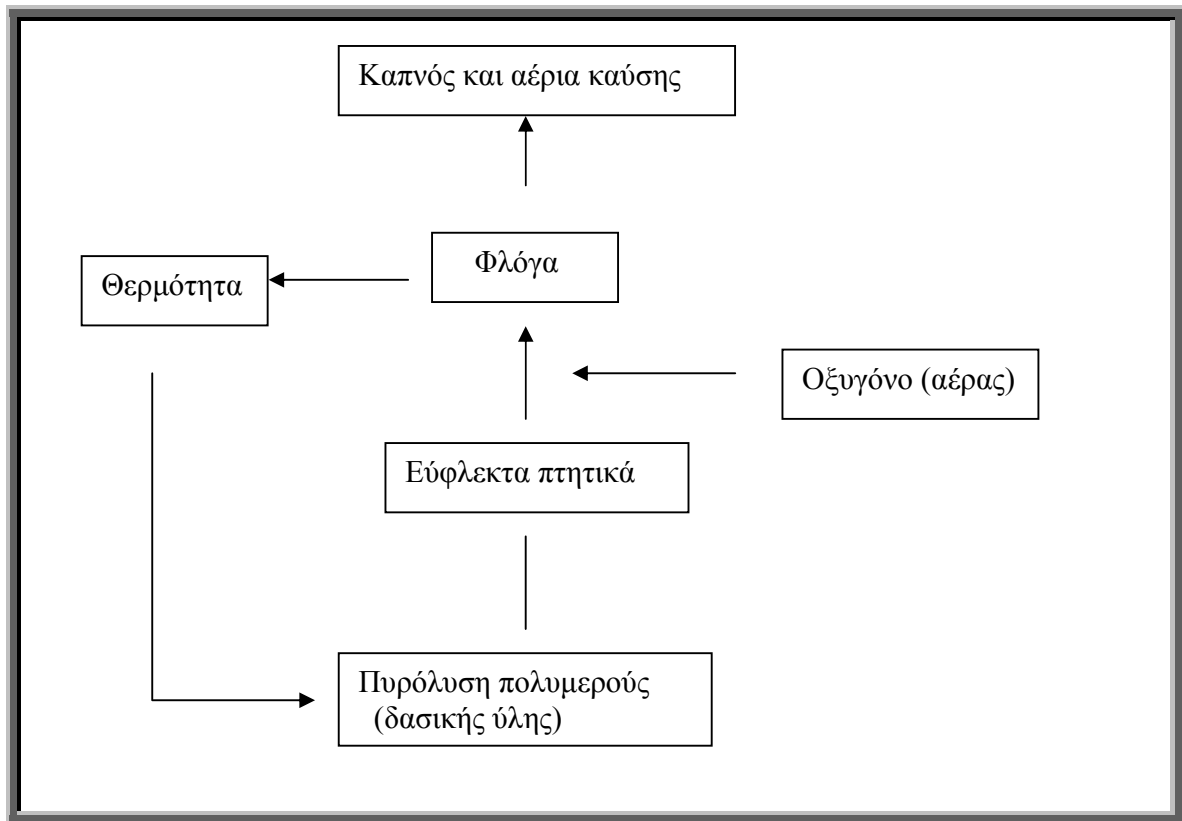 Καπνός και αέρια καύσης
Φλόγα
Θερμότητα
Οξυγόνο (αέρας)
Εύφλεκτα πτητικά
Πυρόλυση πολυμερούς
(δασικής ύλης)